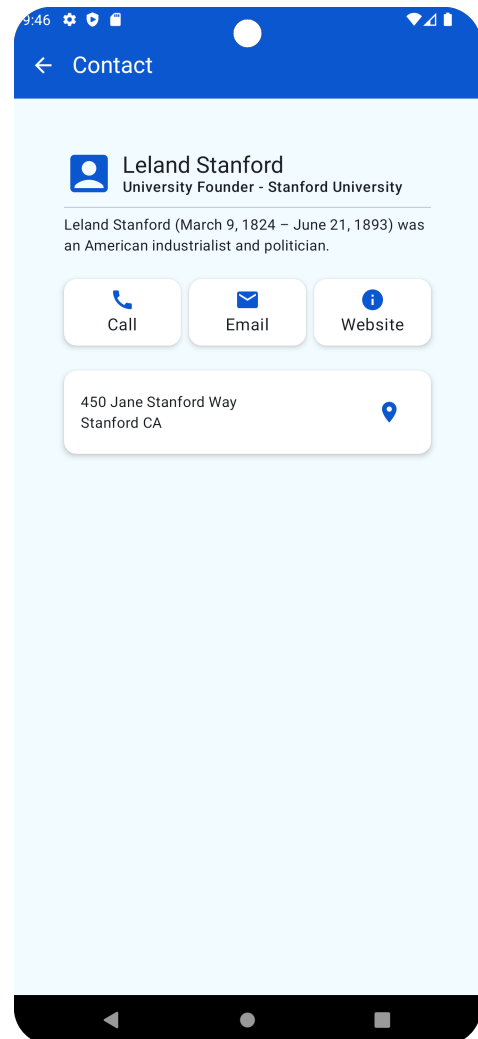 9:46
Contact
Leland Stanford
University Founder - Stanford University
Leland Stanford (March 9, 1824 – June 21, 1893) was
an American industrialist and politician.
Call
Email
Website
450 Jane Stanford Way
Stanford CA